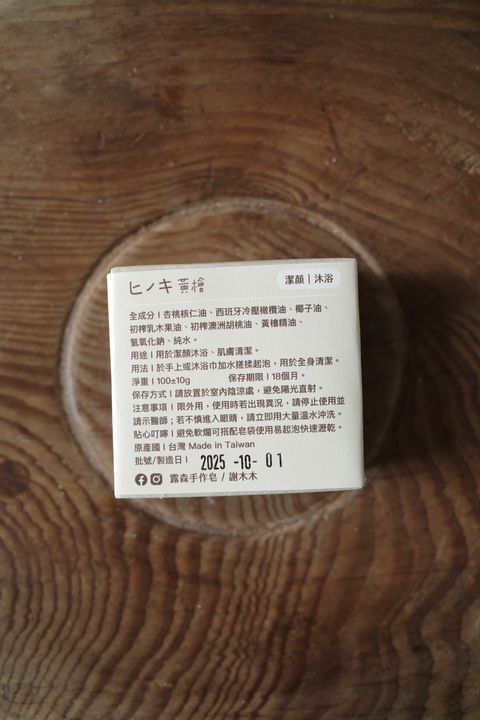 ヒノキ 黃檜
潔顏 | 沐浴
全成分 | 杏桃核仁油、西班牙冷壓橄欖油、椰子油、
初榨乳木果油、初榨澳洲胡桃油、黃檜精油、
氫氧化鈉、純水。
用途 | 用於潔顏沐浴、肌膚清潔。
用法 | 於手上或沐浴巾加水搓揉起泡，用於全身清潔。
淨重 | 100±10g 保存期限 | 18個月。
保存方式 | 請放置於室內陰涼處，避免陽光直射。
注意事項 | 限外用，使用時若出現異況，請停止使用並
請示醫師；若不慎進入眼睛，請立即用大量溫水沖洗。
貼心叮嚀 | 避免軟爛可搭配皂袋使用易起泡快速瀝乾。
原產國 | 台灣 Made in Taiwan
批號/製造日 | 2025-10-01
露森手作皂 / 謝木木